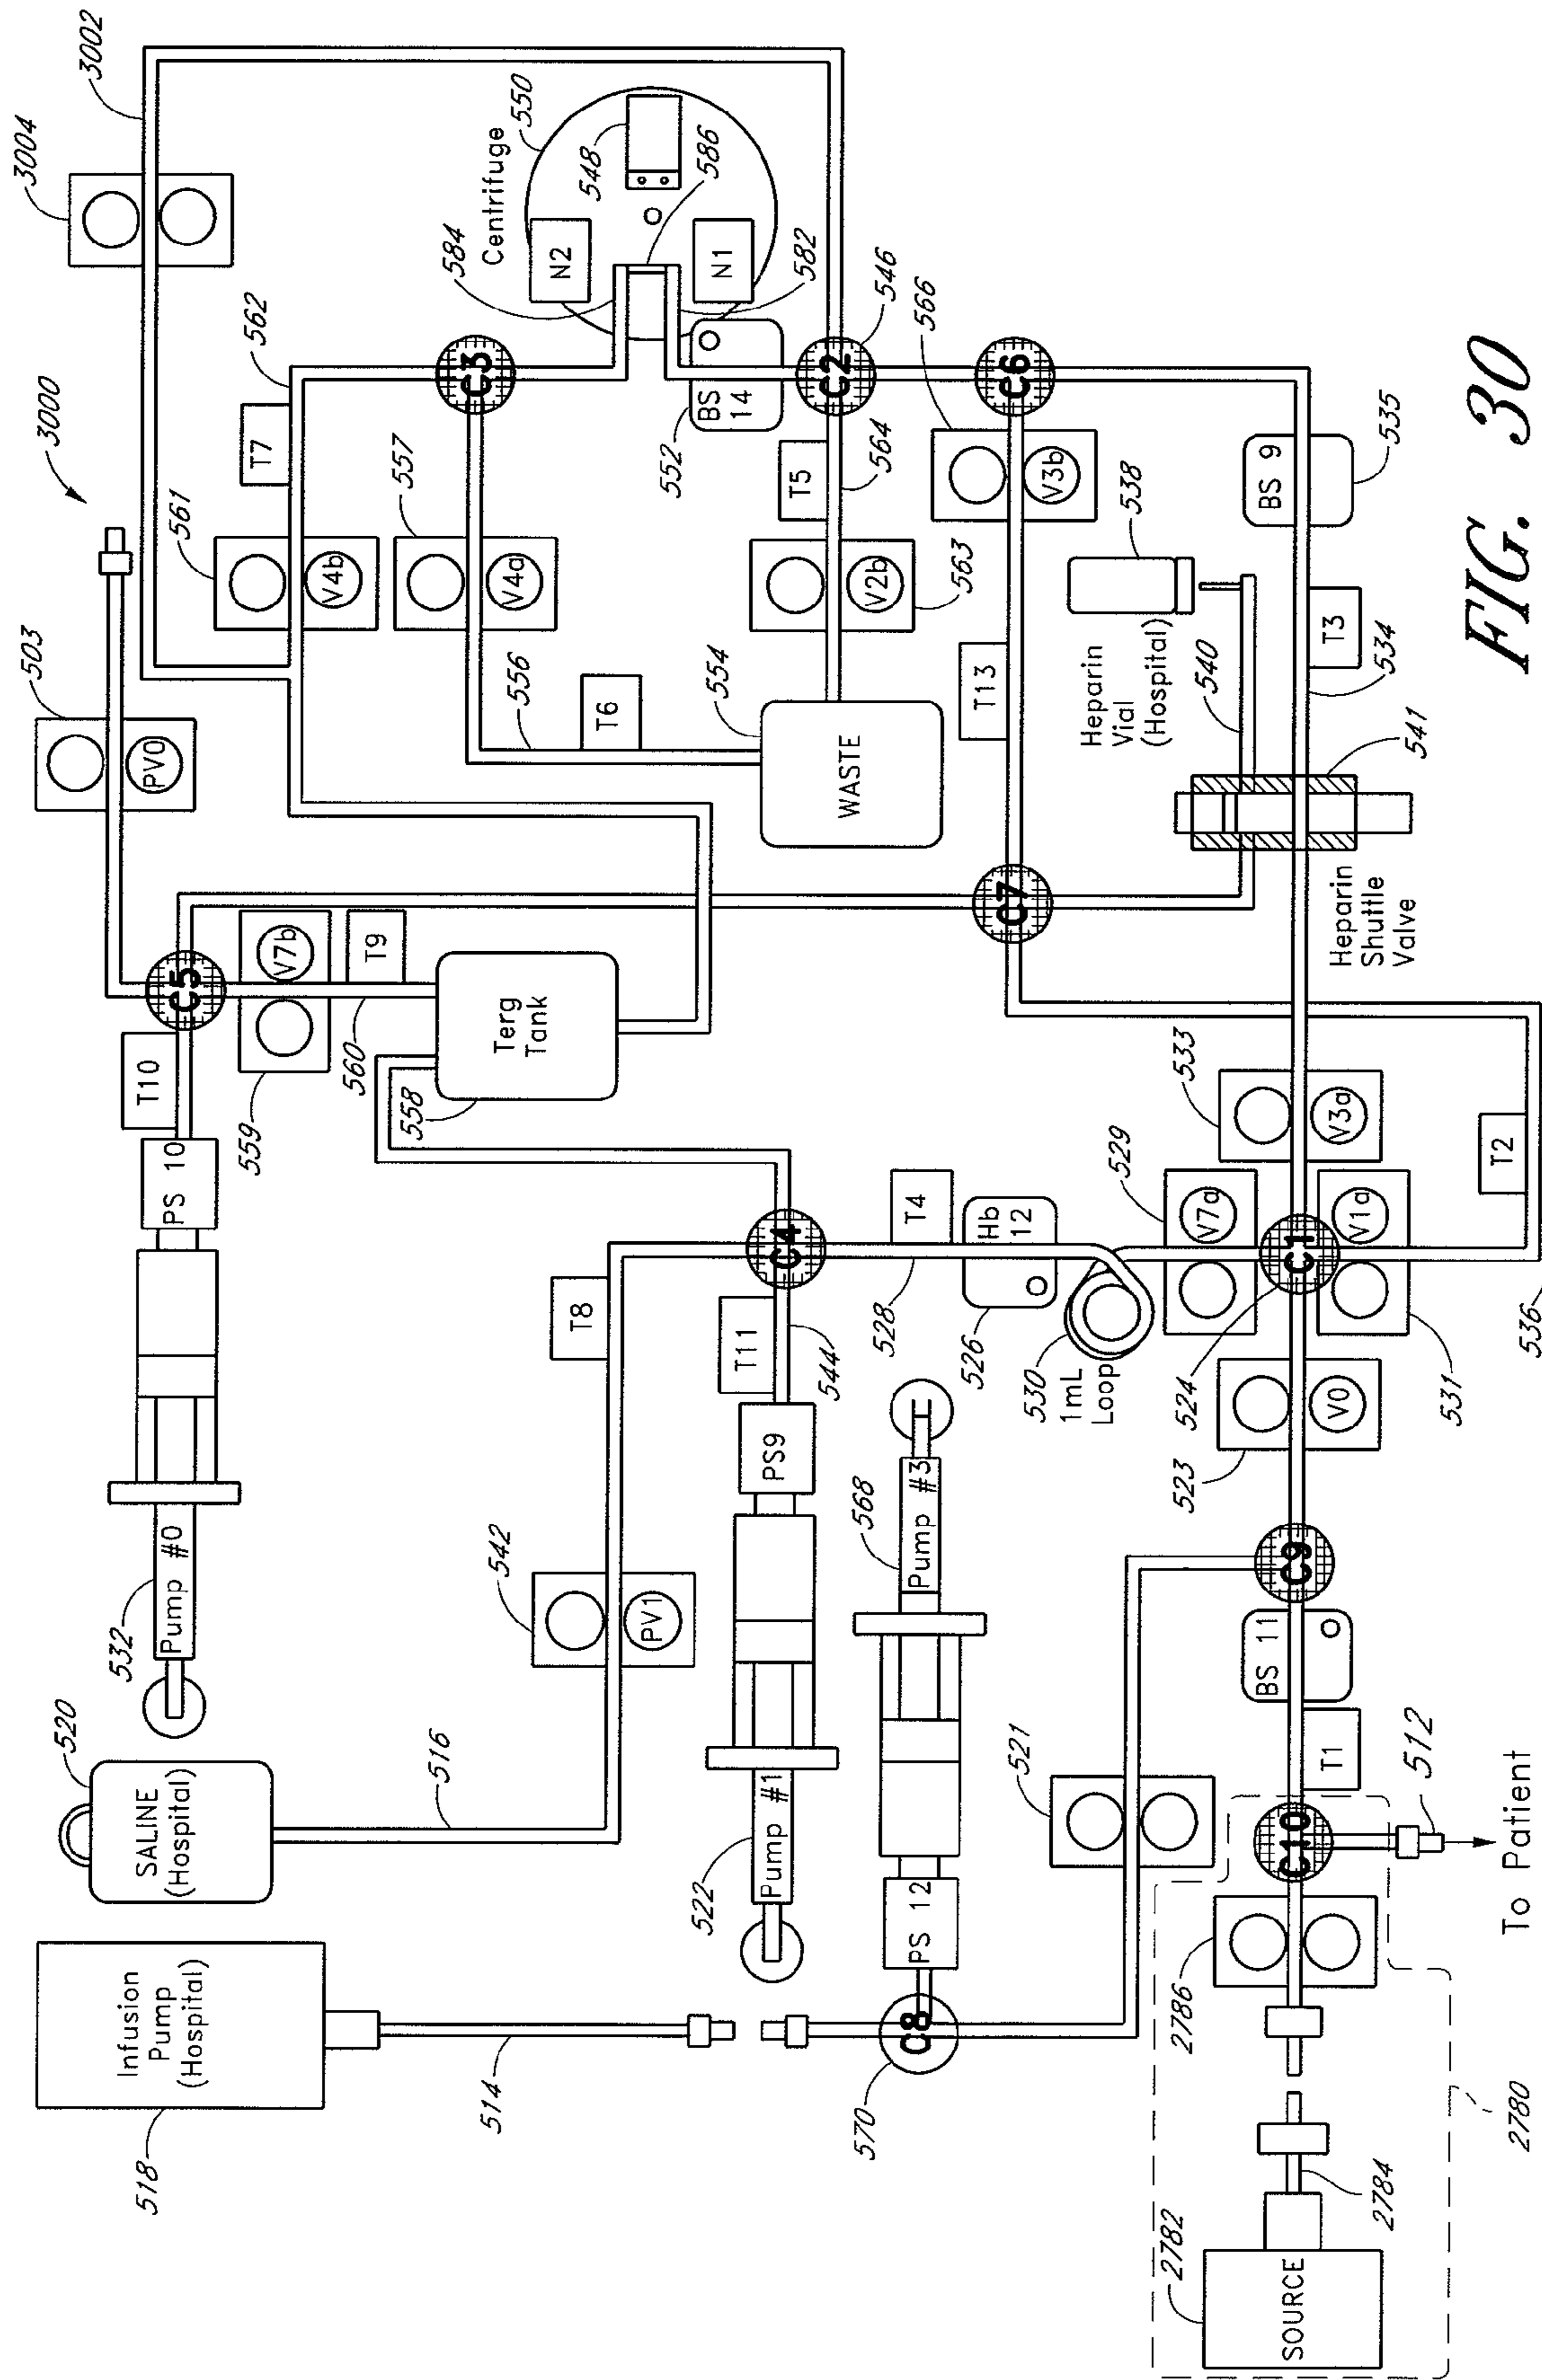 3002
3004
3000
562
T7
561
V4b
503
PV0
584
Centrifuge
550
N2
548
586
N1
582
C3
557
V4a
556
T6
554
WASTE
552
BS
14
C2
546
T5
564
V2b
563
566
V3b
C6
538
T13
Heparin
Vial
(Hospital)
540
BS 9
535
T3
534
541
C7
Heparin
Shuttle
Valve
C5
V7b
T9
559
560
Terg
Tank
558
T10
PS 10
532
Pump #0
520
SALINE
(Hospital)
516
542
PV1
T8
C4
T11
544
T4
528
Hb
12
526
530
1mL
Loop
529
V7a
533
V3a
C1
V1a
524
531
T2
536
V0
523
PS9
522
Pump #1
568
Pump #3
PS 12
C8
570
521
C9
BS 11
T1
512
To Patient
C10
2786
Infusion
Pump
(Hospital)
518
514
2782
SOURCE
2784
2780
FIG. 30